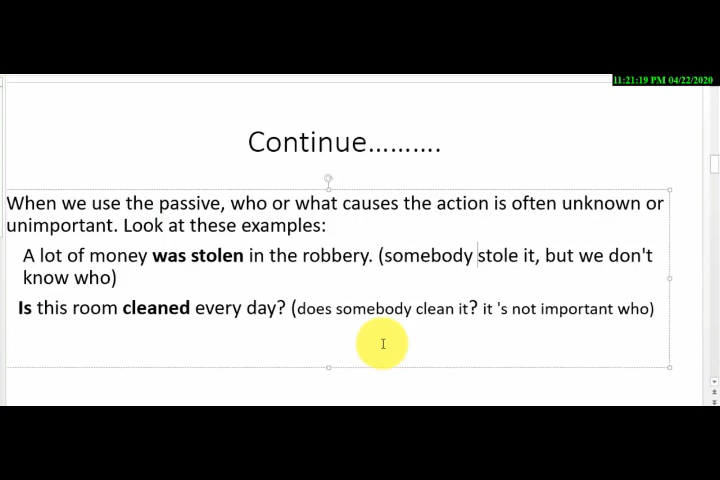 11:21:19 PM 04/22/2020
Continue..........
When we use the passive, who or what causes the action is often unknown or
unimportant. Look at these examples:
A lot of money was stolen in the robbery. (somebody stole it, but we don't
know who)
Is this room cleaned every day? (does somebody clean it? it 's not important who)